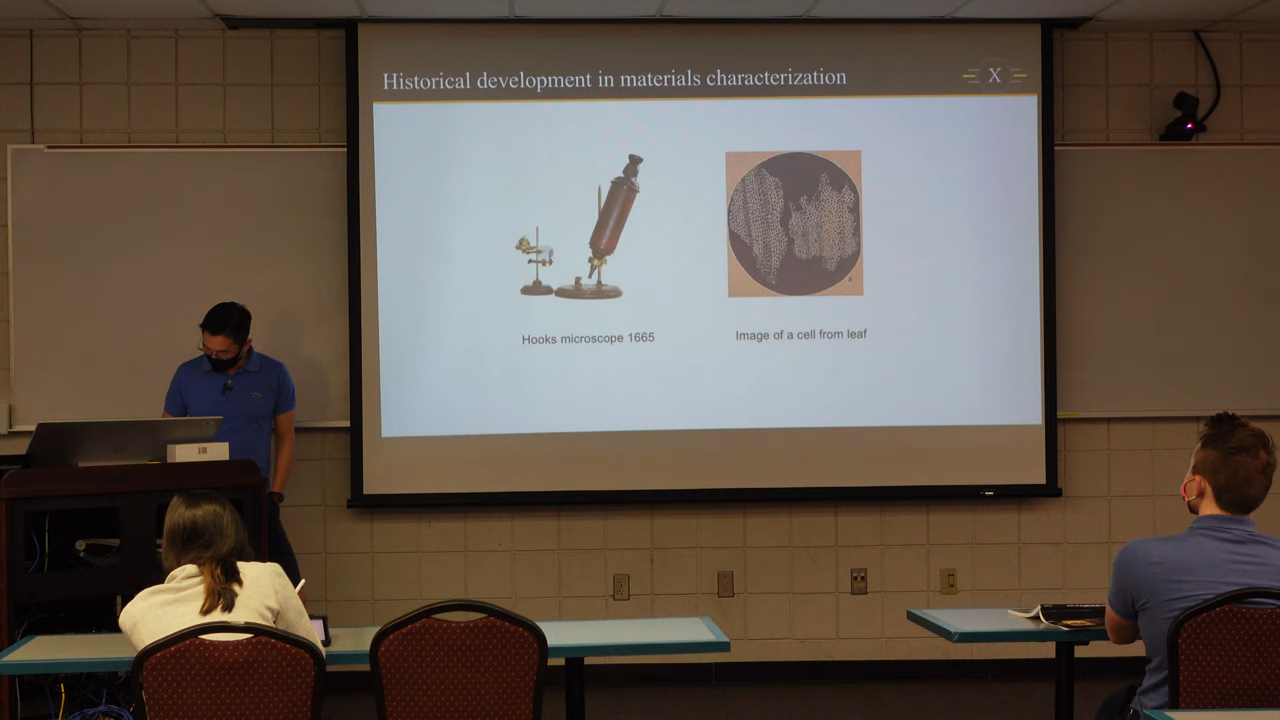 Historical development in materials characterization
X
Hooks microscope 1665
Image of a cell from leaf